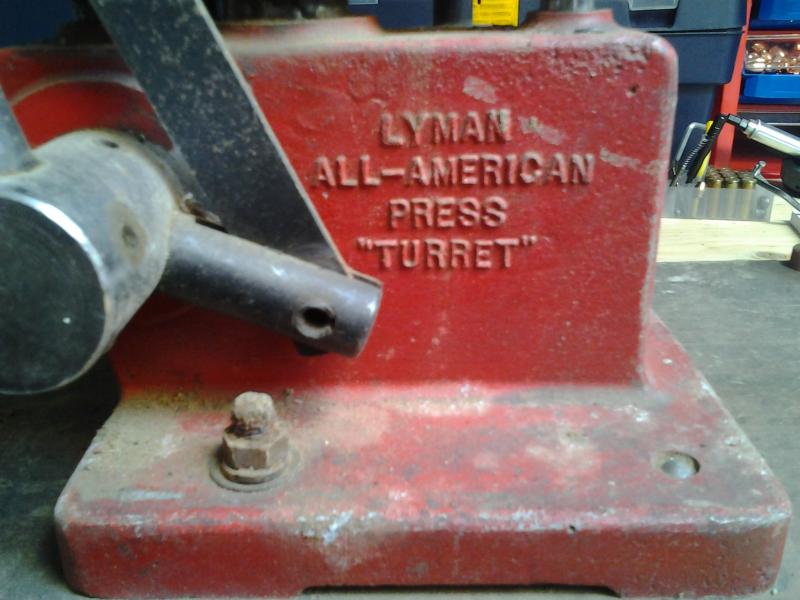 LYMAN
ALL-AMERICAN
PRESS
"TURRET"